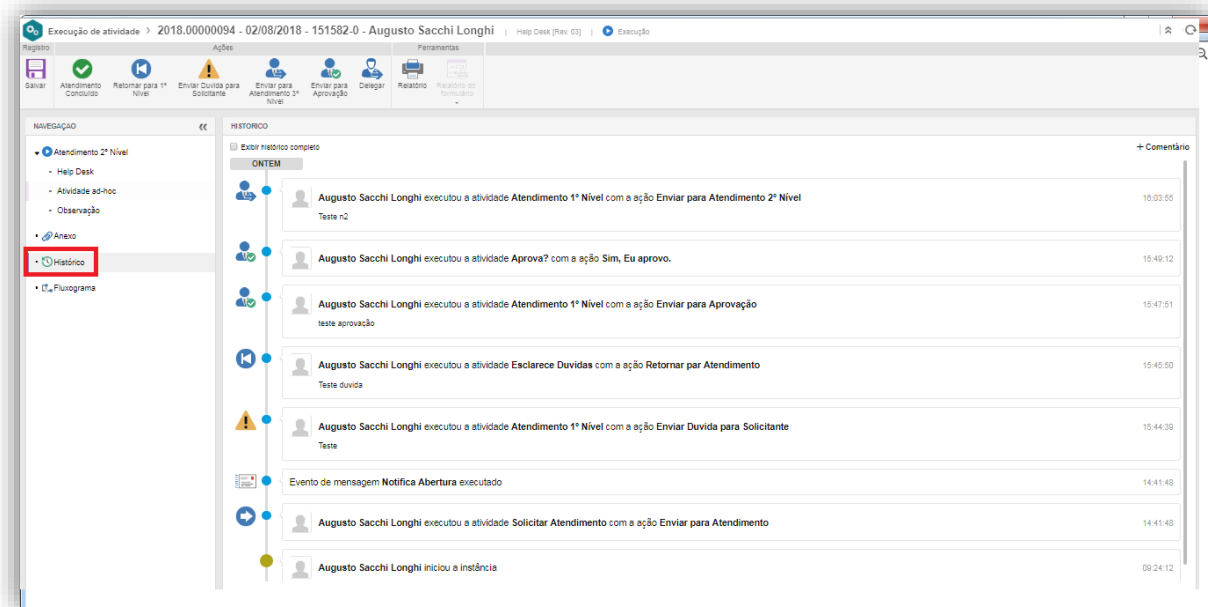 Execução de atividade > 2018.00000094 - 02/08/2018 - 151582-0 - Augusto Sacchi Longhi | Help Desk [Rev. 03] | Execução
Registro Ações Ferramentas
Salvar
Atendimento Concluído
Retornar para 1º Nível
Enviar Duvida para Solicitante
Enviar para Atendimento 3º Nível
Enviar para Aprovação
Delegar
Relatório
Relatório do formulário
NAVEGAÇÃO
Atendimento 2º Nível
- Help Desk
- Atividade ad-hoc
- Observação
Anexo
Histórico
Fluxograma
HISTÓRICO
Exibir histórico completo
+ Comentário
ONTEM
Augusto Sacchi Longhi executou a atividade Atendimento 1º Nível com a ação Enviar para Atendimento 2º Nível 16:03:55
Teste n2
Augusto Sacchi Longhi executou a atividade Aprova? com a ação Sim, Eu aprovo. 15:49:12
Augusto Sacchi Longhi executou a atividade Atendimento 1º Nível com a ação Enviar para Aprovação 15:47:51
teste aprovação
Augusto Sacchi Longhi executou a atividade Esclarece Duvidas com a ação Retornar par Atendimento 15:45:50
Teste duvida
Augusto Sacchi Longhi executou a atividade Atendimento 1º Nível com a ação Enviar Duvida para Solicitante 15:44:39
Teste
Evento de mensagem Notifica Abertura executado 14:41:48
Augusto Sacchi Longhi executou a atividade Solicitar Atendimento com a ação Enviar para Atendimento 14:41:48
Augusto Sacchi Longhi iniciou a instância 09:24:12